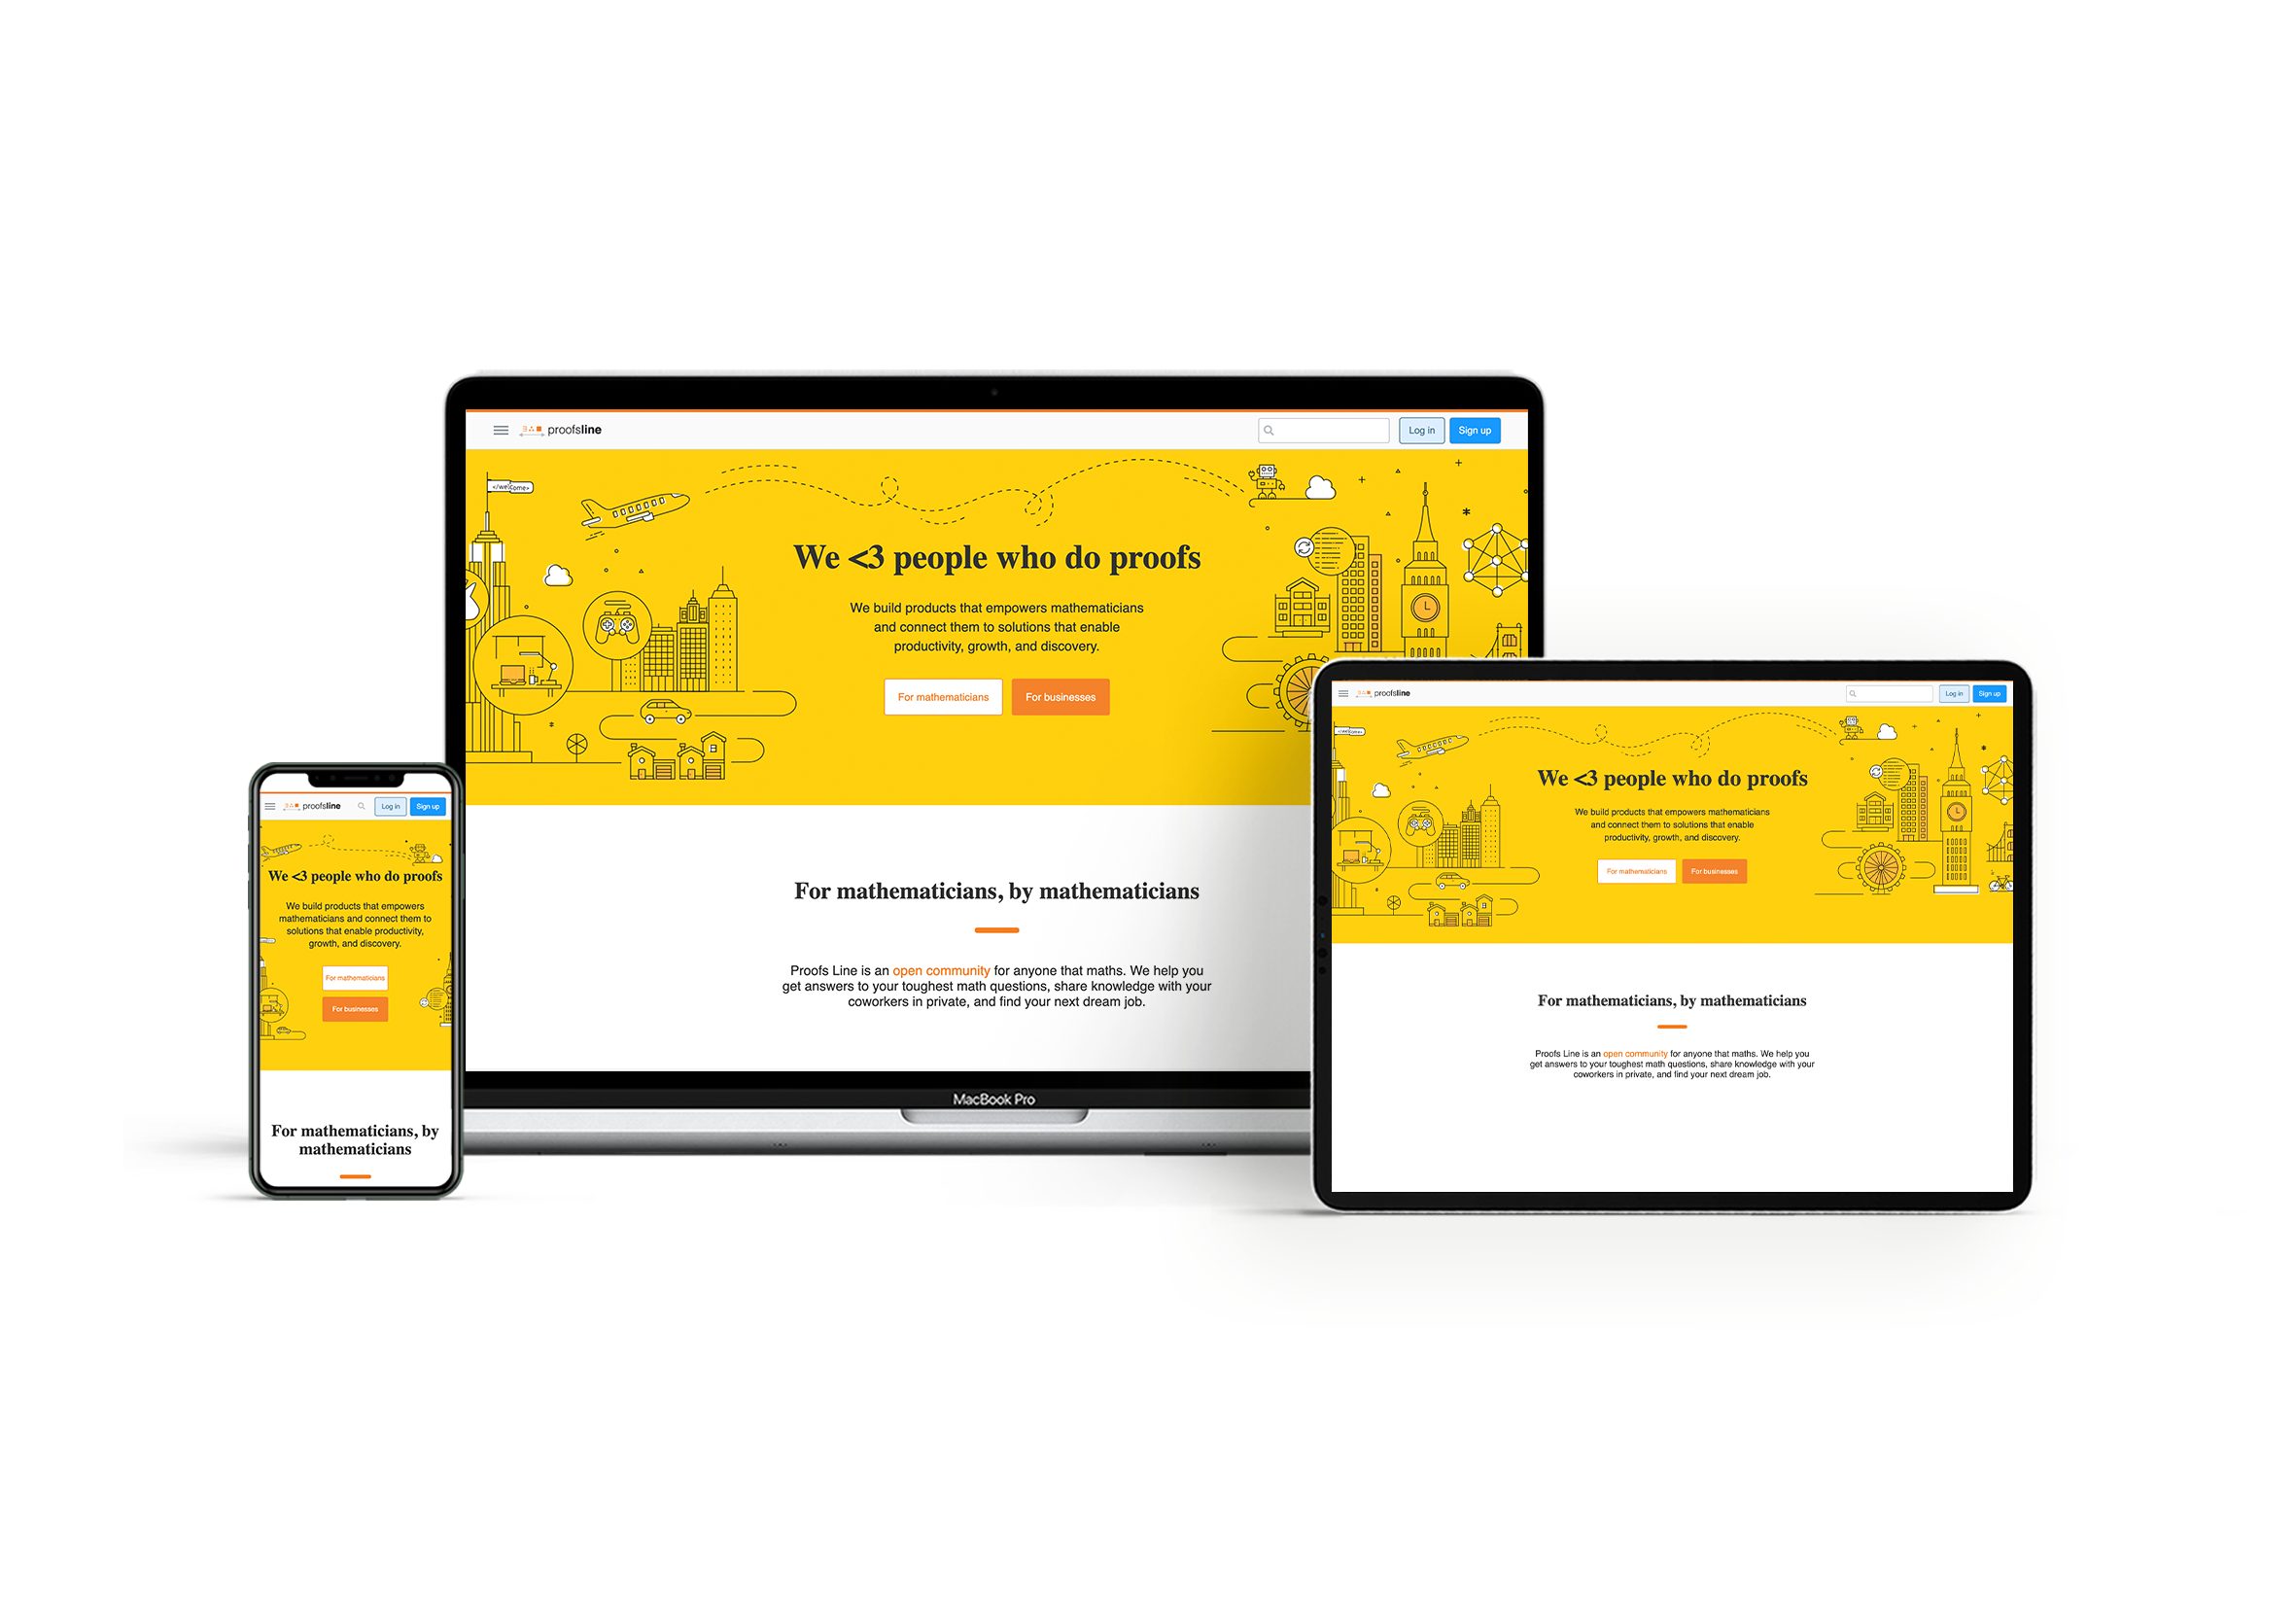 proofsline
Log in
Sign up
</welcome>
We <3 people who do proofs
We build products that empowers mathematicians
and connect them to solutions that enable
productivity, growth, and discovery.
For mathematicians
For businesses
For mathematicians, by mathematicians
Proofs Line is an open community for anyone that maths. We help you
get answers to your toughest math questions, share knowledge with your
coworkers in private, and find your next dream job.
MacBook Pro
proofsline
Log in
Sign up
We <3 people who do proofs
We build products that empowers
mathematicians and connect them to
solutions that enable productivity,
growth, and discovery.
For mathematicians
For businesses
For mathematicians, by
mathematicians
proofsline
Log in
Sign up
</welcome>
We <3 people who do proofs
We build products that empowers mathematicians
and connect them to solutions that enable
productivity, growth, and discovery.
For mathematicians
For businesses
For mathematicians, by mathematicians
Proofs Line is an open community for anyone that maths. We help you
get answers to your toughest math questions, share knowledge with your
coworkers in private, and find your next dream job.